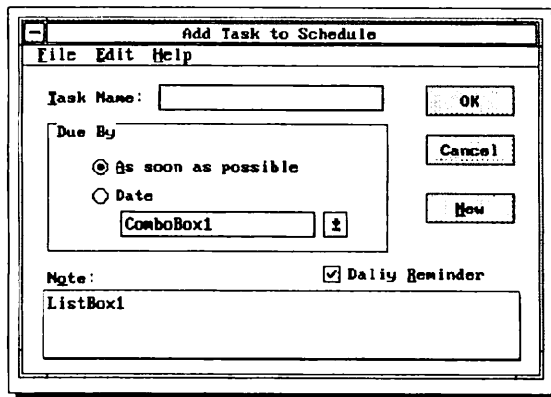 Add Task to Schedule
File Edit Help
Task Name:
OK
Due By
Cancel
As soon as possible
Date
New
ComboBox1
Note:
Daliy Reminder
ListBox1